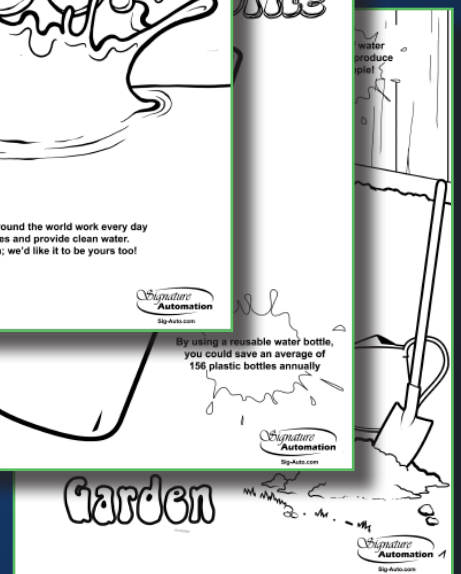 round the world work every day
es and provide clean water.
; we'd like it to be yours too!
Signature
Automation
Sig-Auto.com
water
produce
ple!
By using a reusable water bottle,
you could save an average of
156 plastic bottles annually
Signature
Automation
Sig-Auto.com
Garden
Signature
Automation
Sig-Auto.com